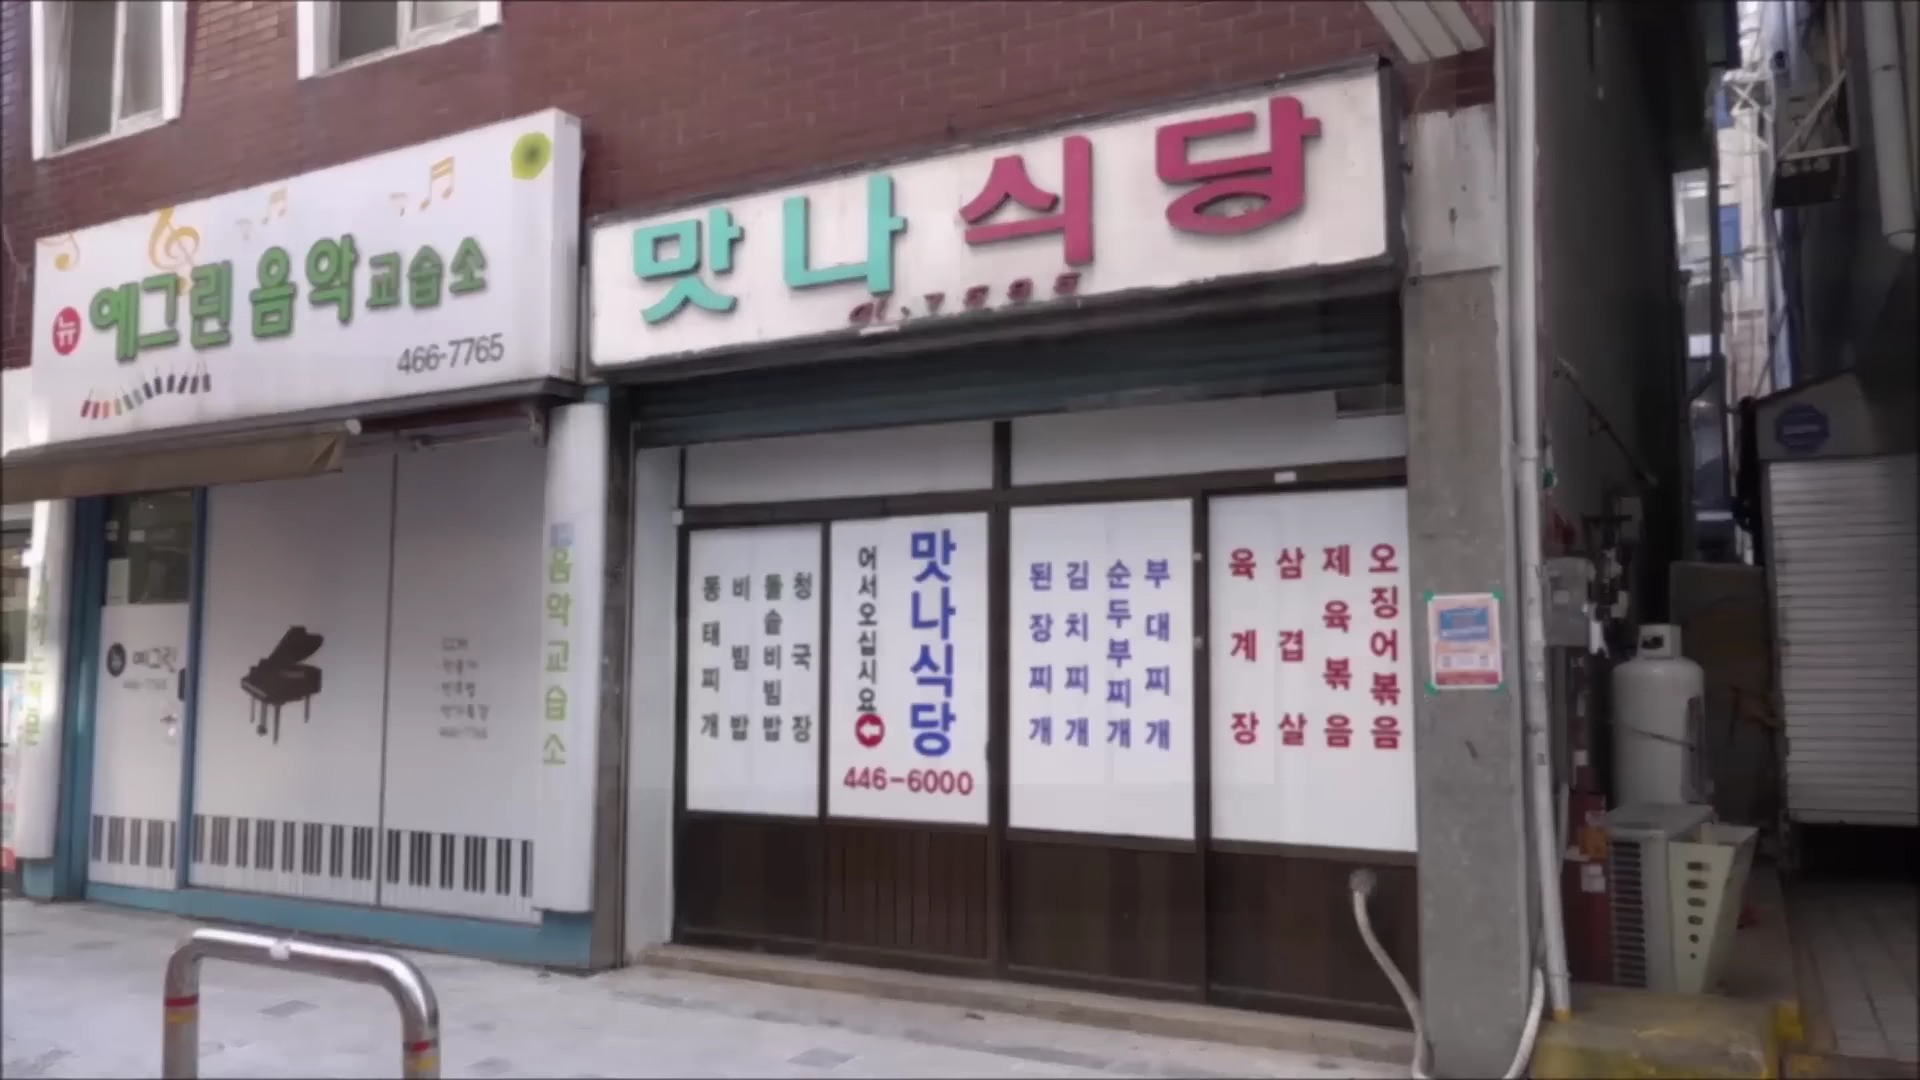 뉴 예그린 음악교습소
466-7765
맛나식당
예그린
음악교습소
동태찌개
비빔밥
돌솥비빔밥
청국장
어서오십시요
맛나식당
446-6000
된장찌개
김치찌개
순두부찌개
부대찌개
육계장
삼겹살
제육볶음
오징어볶음